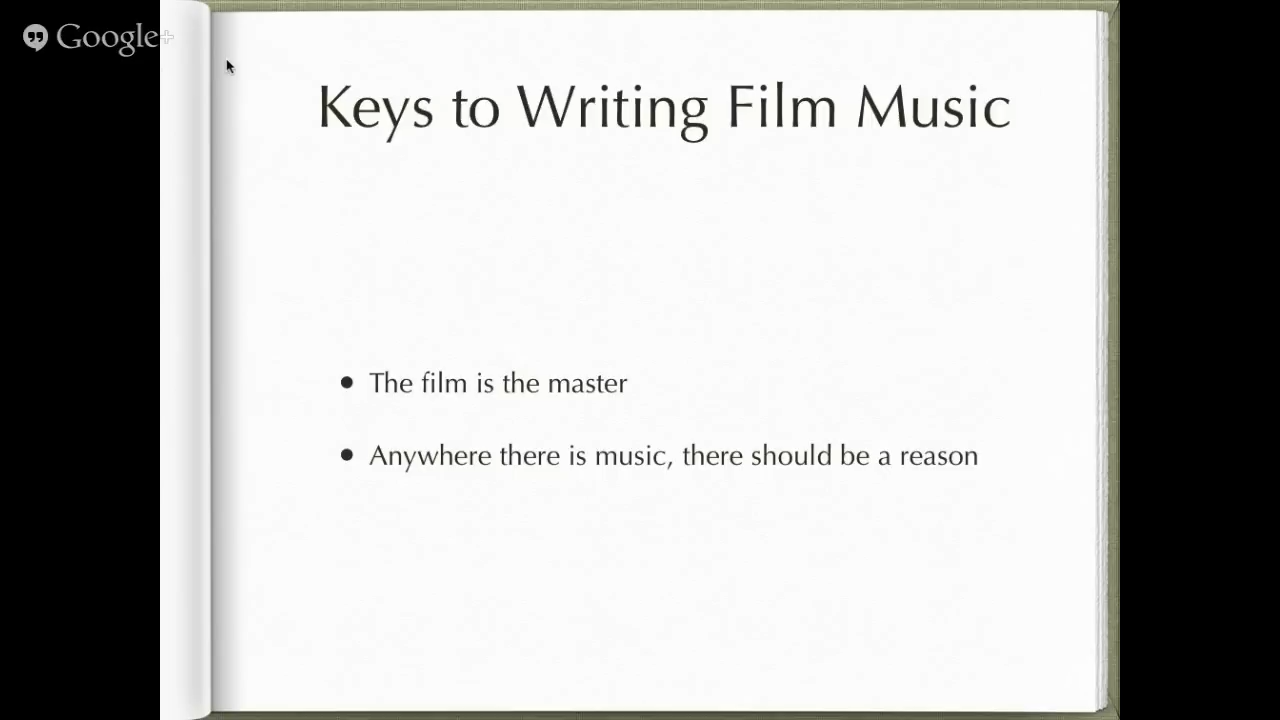 Google+
Keys to Writing Film Music
• The film is the master
• Anywhere there is music, there should be a reason